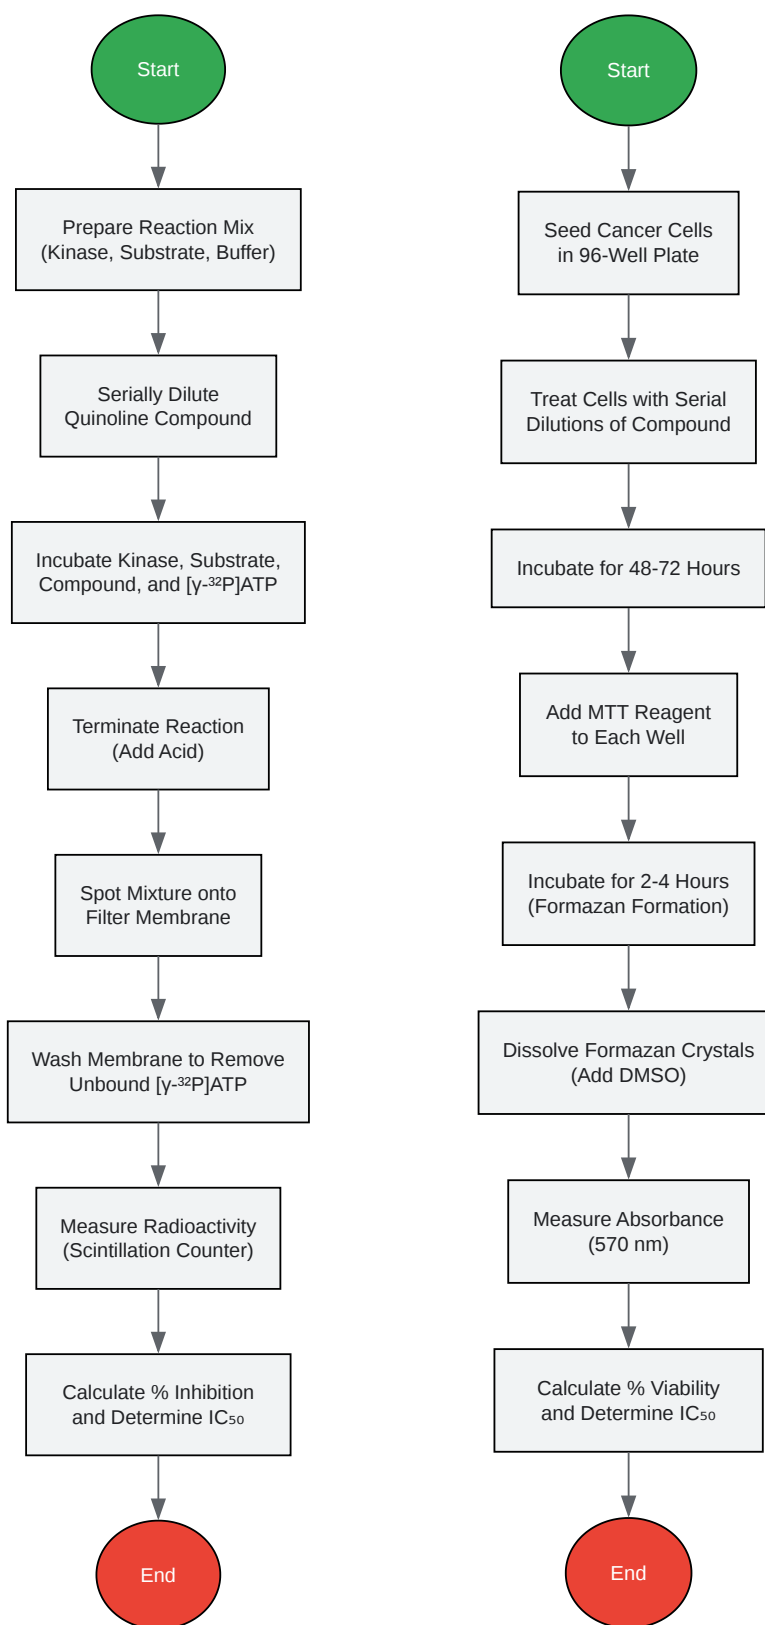 Start
Prepare Reaction Mix
(Kinase, Substrate, Buffer)
Serially Dilute
Quinoline Compound
Incubate Kinase, Substrate,
Compound, and [γ-³²P]ATP
Terminate Reaction
(Add Acid)
Spot Mixture onto
Filter Membrane
Wash Membrane to Remove
Unbound [γ-³²P]ATP
Measure Radioactivity
(Scintillation Counter)
Calculate % Inhibition
and Determine IC₅₀
End
Start
Seed Cancer Cells
in 96-Well Plate
Treat Cells with Serial
Dilutions of Compound
Incubate for 48-72 Hours
Add MTT Reagent
to Each Well
Incubate for 2-4 Hours
(Formazan Formation)
Dissolve Formazan Crystals
(Add DMSO)
Measure Absorbance
(570 nm)
Calculate % Viability
and Determine IC₅₀
End